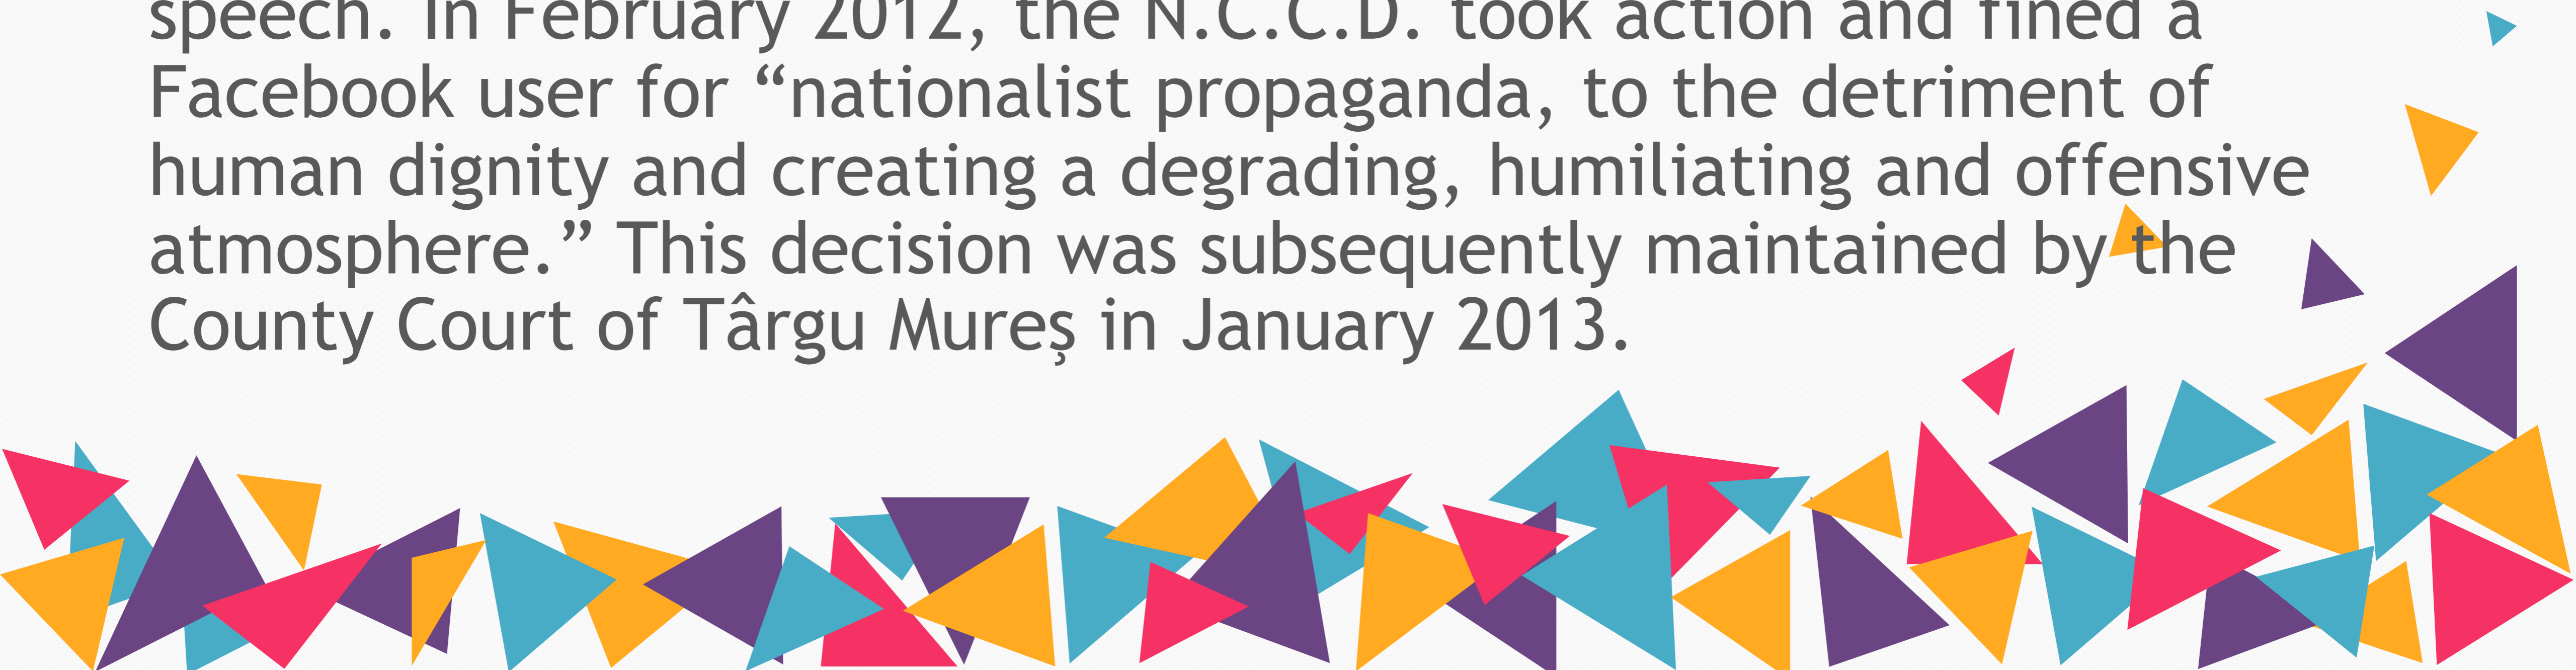 speech. In February 2012, the N.C.C.D. took action and fined a
Facebook user for “nationalist propaganda, to the detriment of
human dignity and creating a degrading, humiliating and offensive
atmosphere.” This decision was subsequently maintained by the
County Court of Târgu Mureş in January 2013.